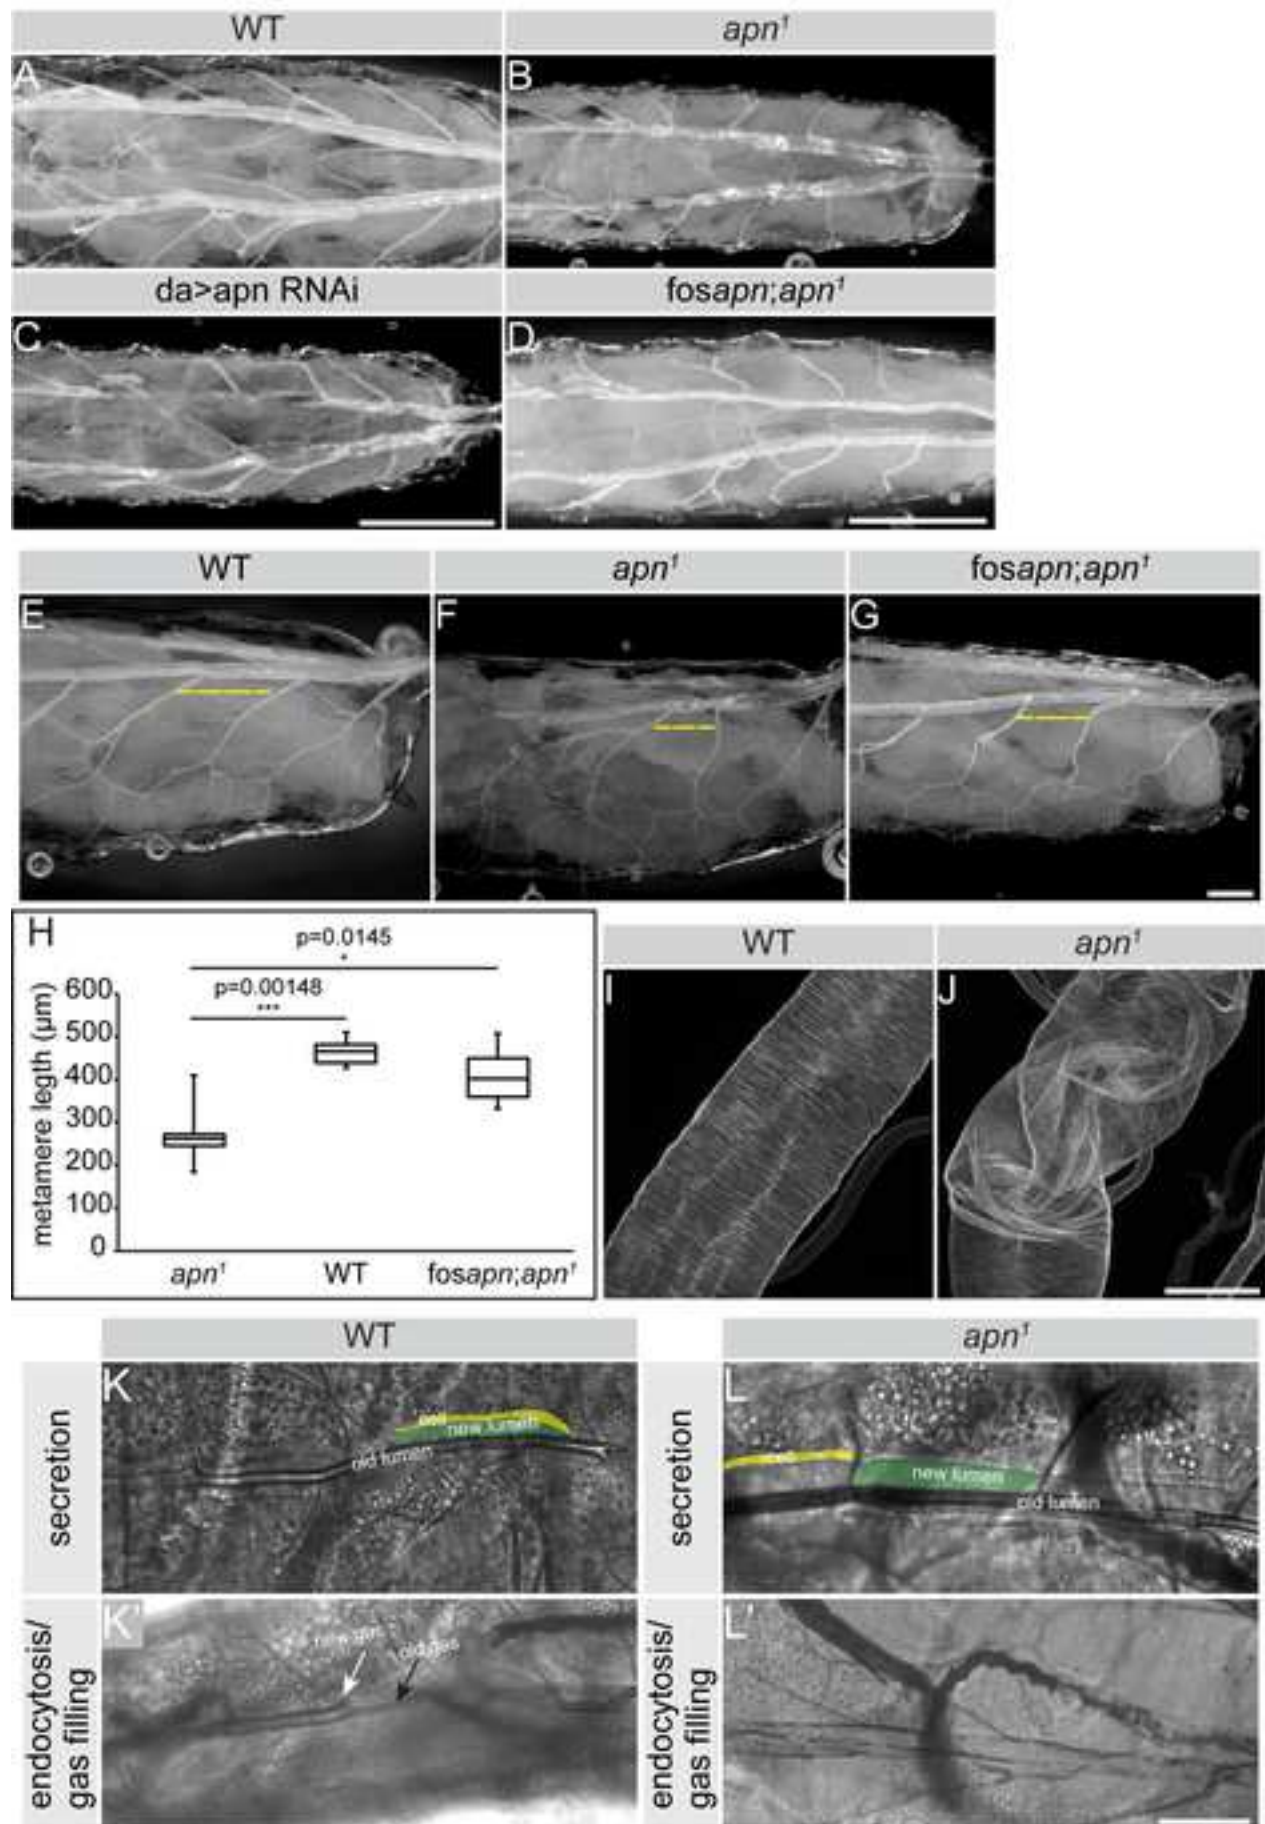 WT
apn¹
A
B
da>apn RNAi
fosapn;apn¹
C
D
WT
apn¹
fosapn;apn¹
E
F
G
H
p=0.0145
*
p=0.00148
***
metamere legth (µm)
600
500
400
300
200
100
0
apn¹
WT
fosapn;apn¹
WT
apn¹
I
J
WT
apn¹
secretion
K
cell
new lumen
old lumen
secretion
L
new lumen
old lumen
endocytosis/
gas filling
K'
new gas
old gas
endocytosis/
gas filling
L'